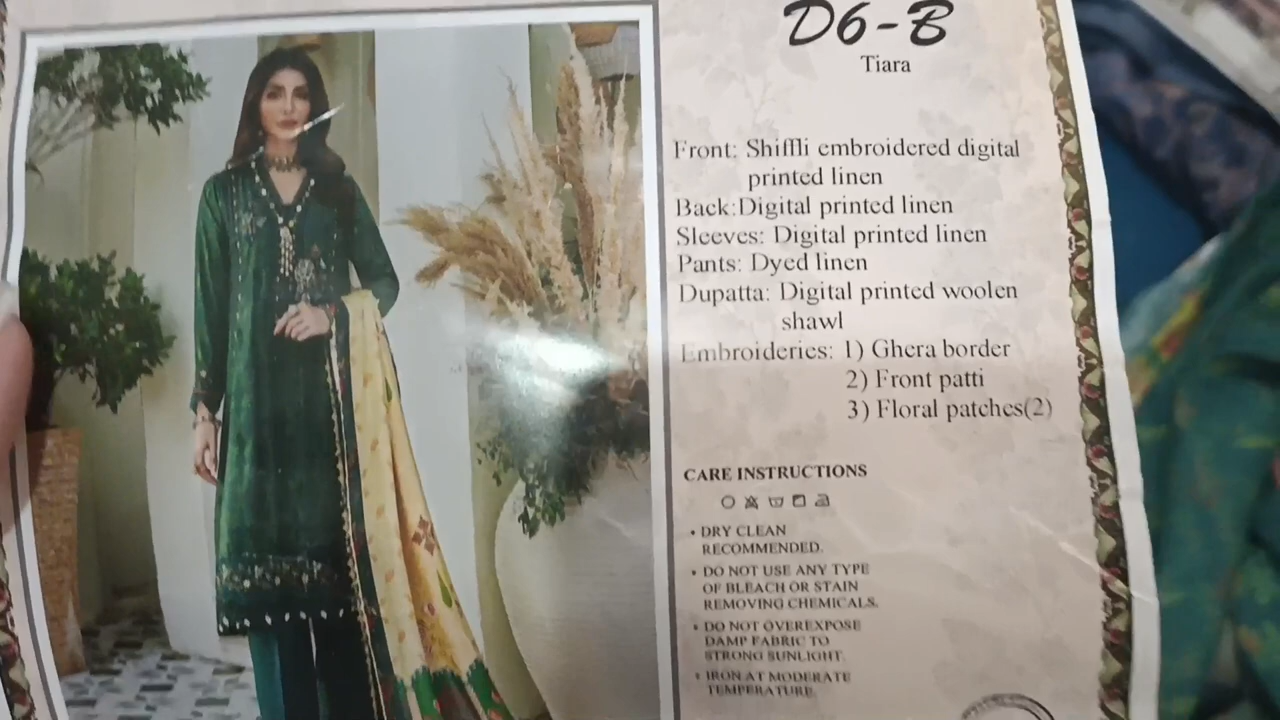 D6-B
Tiara
Front: Shiffli embroidered digital
printed linen
Back:Digital printed linen
Sleeves: Digital printed linen
Pants: Dyed linen
Dupatta: Digital printed woolen
shawl
Embroideries: 1) Ghera border
2) Front patti
3) Floral patches(2)
CARE INSTRUCTIONS
• DRY CLEAN
RECOMMENDED.
• DO NOT USE ANY TYPE
OF BLEACH OR STAIN
REMOVING CHEMICALS.
• DO NOT OVEREXPOSE
DAMP FABRIC TO
STRONG SUNLIGHT.
• IRON AT MODERATE
TEMPERATURE.